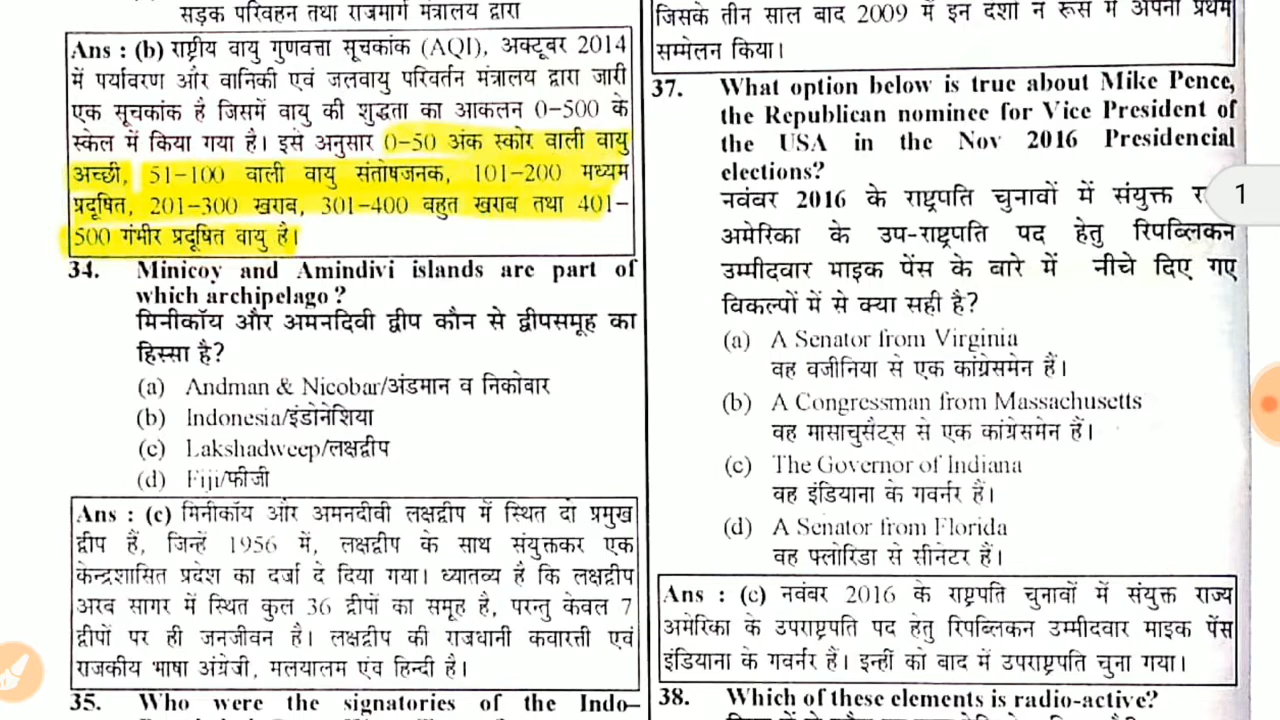 सड़क परिवहन तथा राजमार्ग मंत्रालय द्वारा
Ans : (b) राष्ट्रीय वायु गुणवत्ता सूचकांक (AQI), अक्टूबर 2014
में पर्यावरण और वानिकी एवं जलवायु परिवर्तन मंत्रालय द्वारा जारी
एक सूचकांक है जिसमें वायु की शुद्धता का आकलन 0-500 के
स्केल में किया गया है। इसे अनुसार 0-50 अंक स्कोर वाली वायु
अच्छी, 51-100 वाली वायु संतोषजनक, 101-200 मध्यम
प्रदूषित, 201-300 खराब, 301-400 बहुत खराब तथा 401-
500 गंभीर प्रदूषित वायु है।
34. Minicoy and Amindivi islands are part of
which archipelago ?
मिनीकॉय और अमनदिवी द्वीप कौन से द्वीपसमूह का
हिस्सा है?
(a) Andman & Nicobar/अंडमान व निकोबार
(b) Indonesia/इंडोनेशिया
(c) Lakshadweep/लक्षद्वीप
(d) Fiji/फीजी
Ans : (c) मिनीकॉय और अमनदीवी लक्षद्वीप में स्थित दो प्रमुख
द्वीप हैं, जिन्हें 1956 में, लक्षद्वीप के साथ संयुक्तकर एक
केन्द्रशासित प्रदेश का दर्जा दे दिया गया। ध्यातव्य है कि लक्षद्वीप
अरब सागर में स्थित कुल 36 द्वीपों का समूह है, परन्तु केवल 7
द्वीपों पर ही जनजीवन है। लक्षद्वीप की राजधानी कवारत्ती एवं
राजकीय भाषा अंग्रेजी, मलयालम एंव हिन्दी है।
35. Who were the signatories of the Indo-
जिसके तीन साल बाद 2009 में इन देशों ने रूस में अपना प्रथम
सम्मेलन किया।
37. What option below is true about Mike Pence,
the Republican nominee for Vice President of
the USA in the Nov 2016 Presidencial
elections?
नवंबर 2016 के राष्ट्रपति चुनावों में संयुक्त
अमेरिका के उप-राष्ट्रपति पद हेतु रिपब्लिकन
उम्मीदवार माइक पेंस के बारे में नीचे दिए गए
विकल्पों में से क्या सही है?
(a) A Senator from Virginia
वह वर्जीनिया से एक कांग्रेसमेन हैं।
(b) A Congressman from Massachusetts
वह मासाचुसैट्स से एक कांग्रेसमेन हैं।
(c) The Governor of Indiana
वह इंडियाना के गवर्नर हैं।
(d) A Senator from Florida
वह फ्लोरिडा से सीनेटर हैं।
Ans : (c) नवंबर 2016 के राष्ट्रपति चुनावों में संयुक्त राज्य
अमेरिका के उपराष्ट्रपति पद हेतु रिपब्लिकन उम्मीदवार माइक पेंस
इंडियाना के गवर्नर हैं। इन्हीं को बाद में उपराष्ट्रपति चुना गया।
38. Which of these elements is radio-active?
1